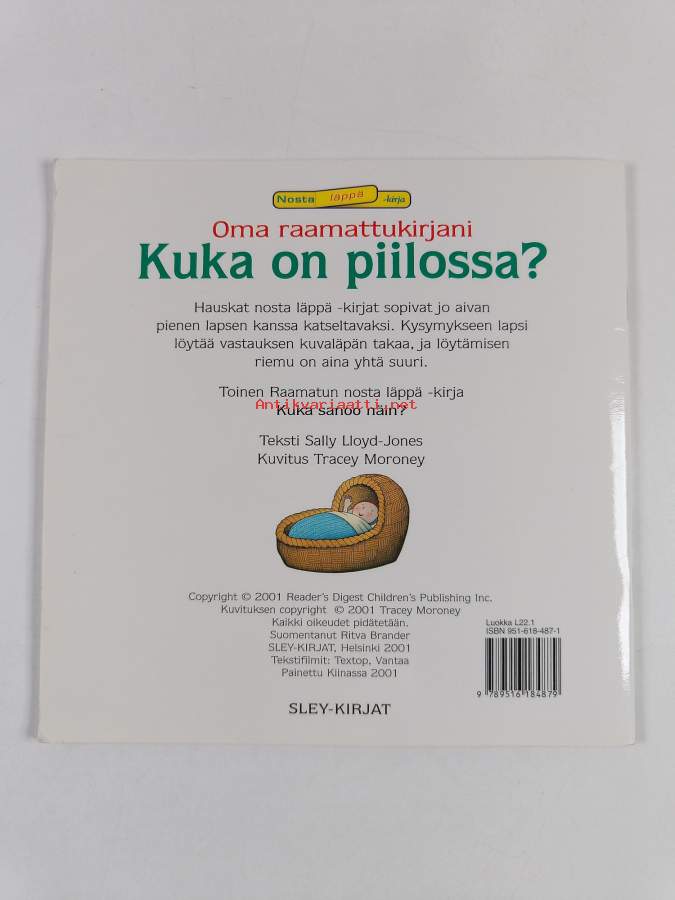 Nosta läppä -kirja
Oma raamattukirjani
Kuka on piilossa?
Hauskat nosta läppä -kirjat sopivat jo aivan
pienen lapsen kanssa katseltavaksi. Kysymykseen lapsi
löytää vastauksen kuvaläpän takaa, ja löytämisen
riemu on aina yhtä suuri.
Toinen Raamatun nosta läppä -kirja
Antikvariaatti.net
Kuka sanoo näin?
Teksti Sally Lloyd-Jones
Kuvitus Tracey Moroney
Copyright © 2001 Reader's Digest Children's Publishing Inc.
Kuvituksen copyright © 2001 Tracey Moroney
Kaikki oikeudet pidätetään.
Suomentanut Ritva Brander
SLEY-KIRJAT, Helsinki 2001
Tekstifilmit: Textop, Vantaa
Painettu Kiinassa 2001
SLEY-KIRJAT
Luokka L22.1
ISBN 951-618-487-1
9 789516 184879